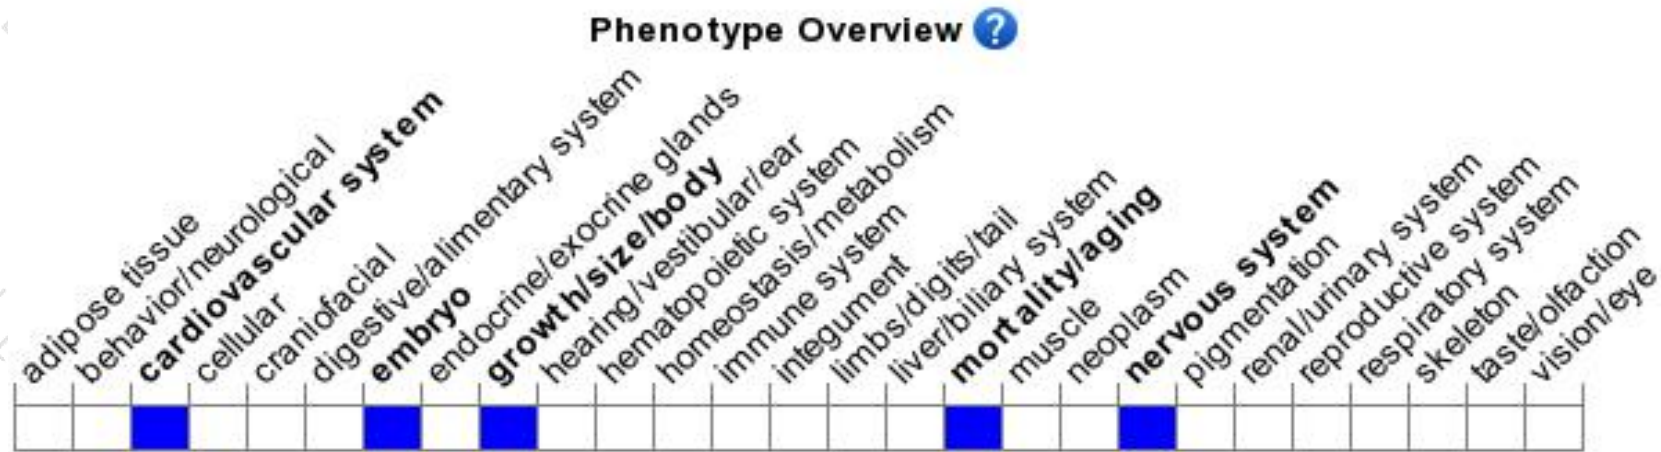 Phenotype Overview ?
adipose tissue
behavior/neurological
cardiovascular system
cellular
craniofacial
digestive/alimentary system
embryo
endocrine/exocrine glands
growth/size/body
hearing/vestibular/ear
hematopoietic system
homeostasis/metabolism
immune system
integument
limbs/digits/tail
liver/biliary system
mortality/aging
muscle
neoplasm
nervous system
pigmentation
renal/urinary system
reproductive system
respiratory system
skeleton
taste/olfaction
vision/eye